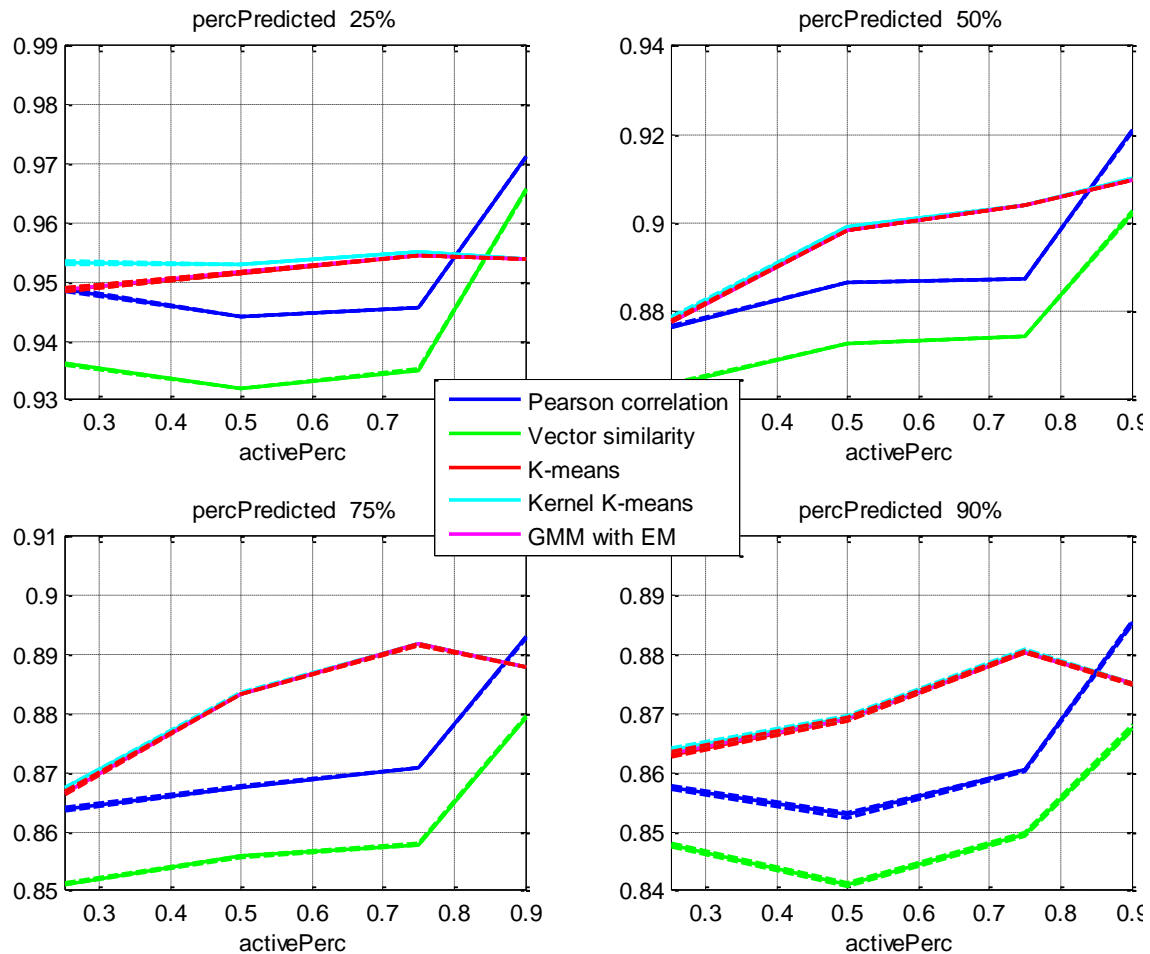 percPredicted 25%
0.99
0.98
0.97
0.96
0.95
0.94
0.93
0.3 0.4 0.5 0.6 0.7
activePerc
percPredicted 50%
0.94
0.92
0.9
0.88
0.4 0.5 0.6 0.7 0.8 0.9
activePerc
Pearson correlation
Vector similarity
K-means
Kernel K-means
GMM with EM
percPredicted 75%
0.91
0.9
0.89
0.88
0.87
0.86
0.85
0.3 0.4 0.5 0.6 0.7 0.8 0.9
activePerc
percPredicted 90%
0.89
0.88
0.87
0.86
0.85
0.84
0.3 0.4 0.5 0.6 0.7 0.8 0.9
activePerc